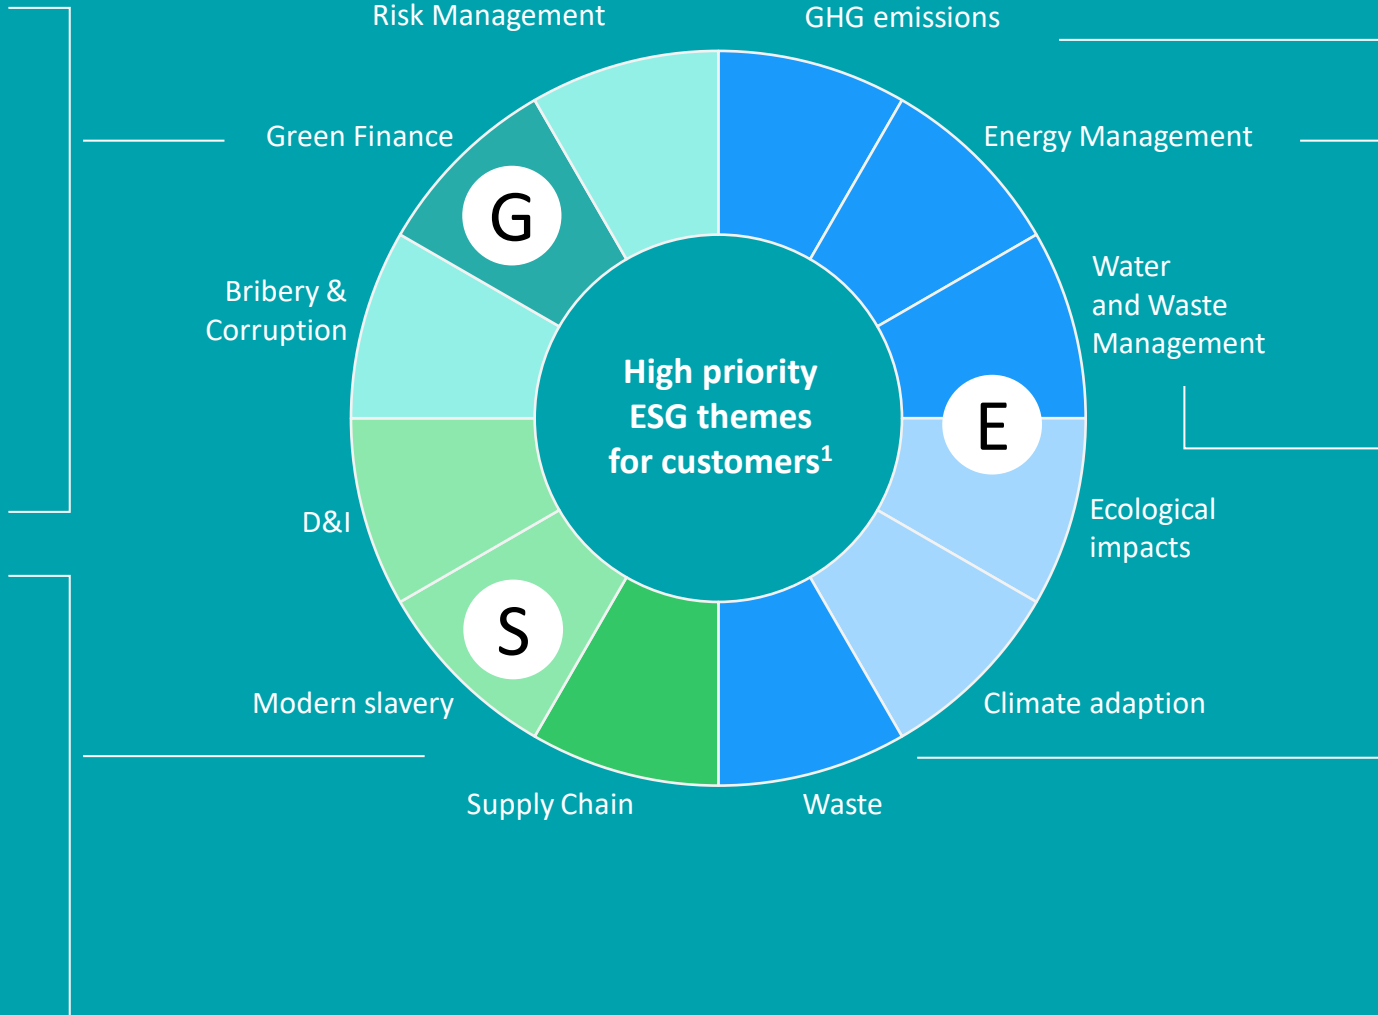 Risk Management
GHG emissions
Green Finance
Energy Management
G
Water
and Waste
Management
Bribery &
Corruption
High priority
ESG themes
for customers¹
E
D&I
Ecological
impacts
S
Modern slavery
Climate adaption
Supply Chain
Waste